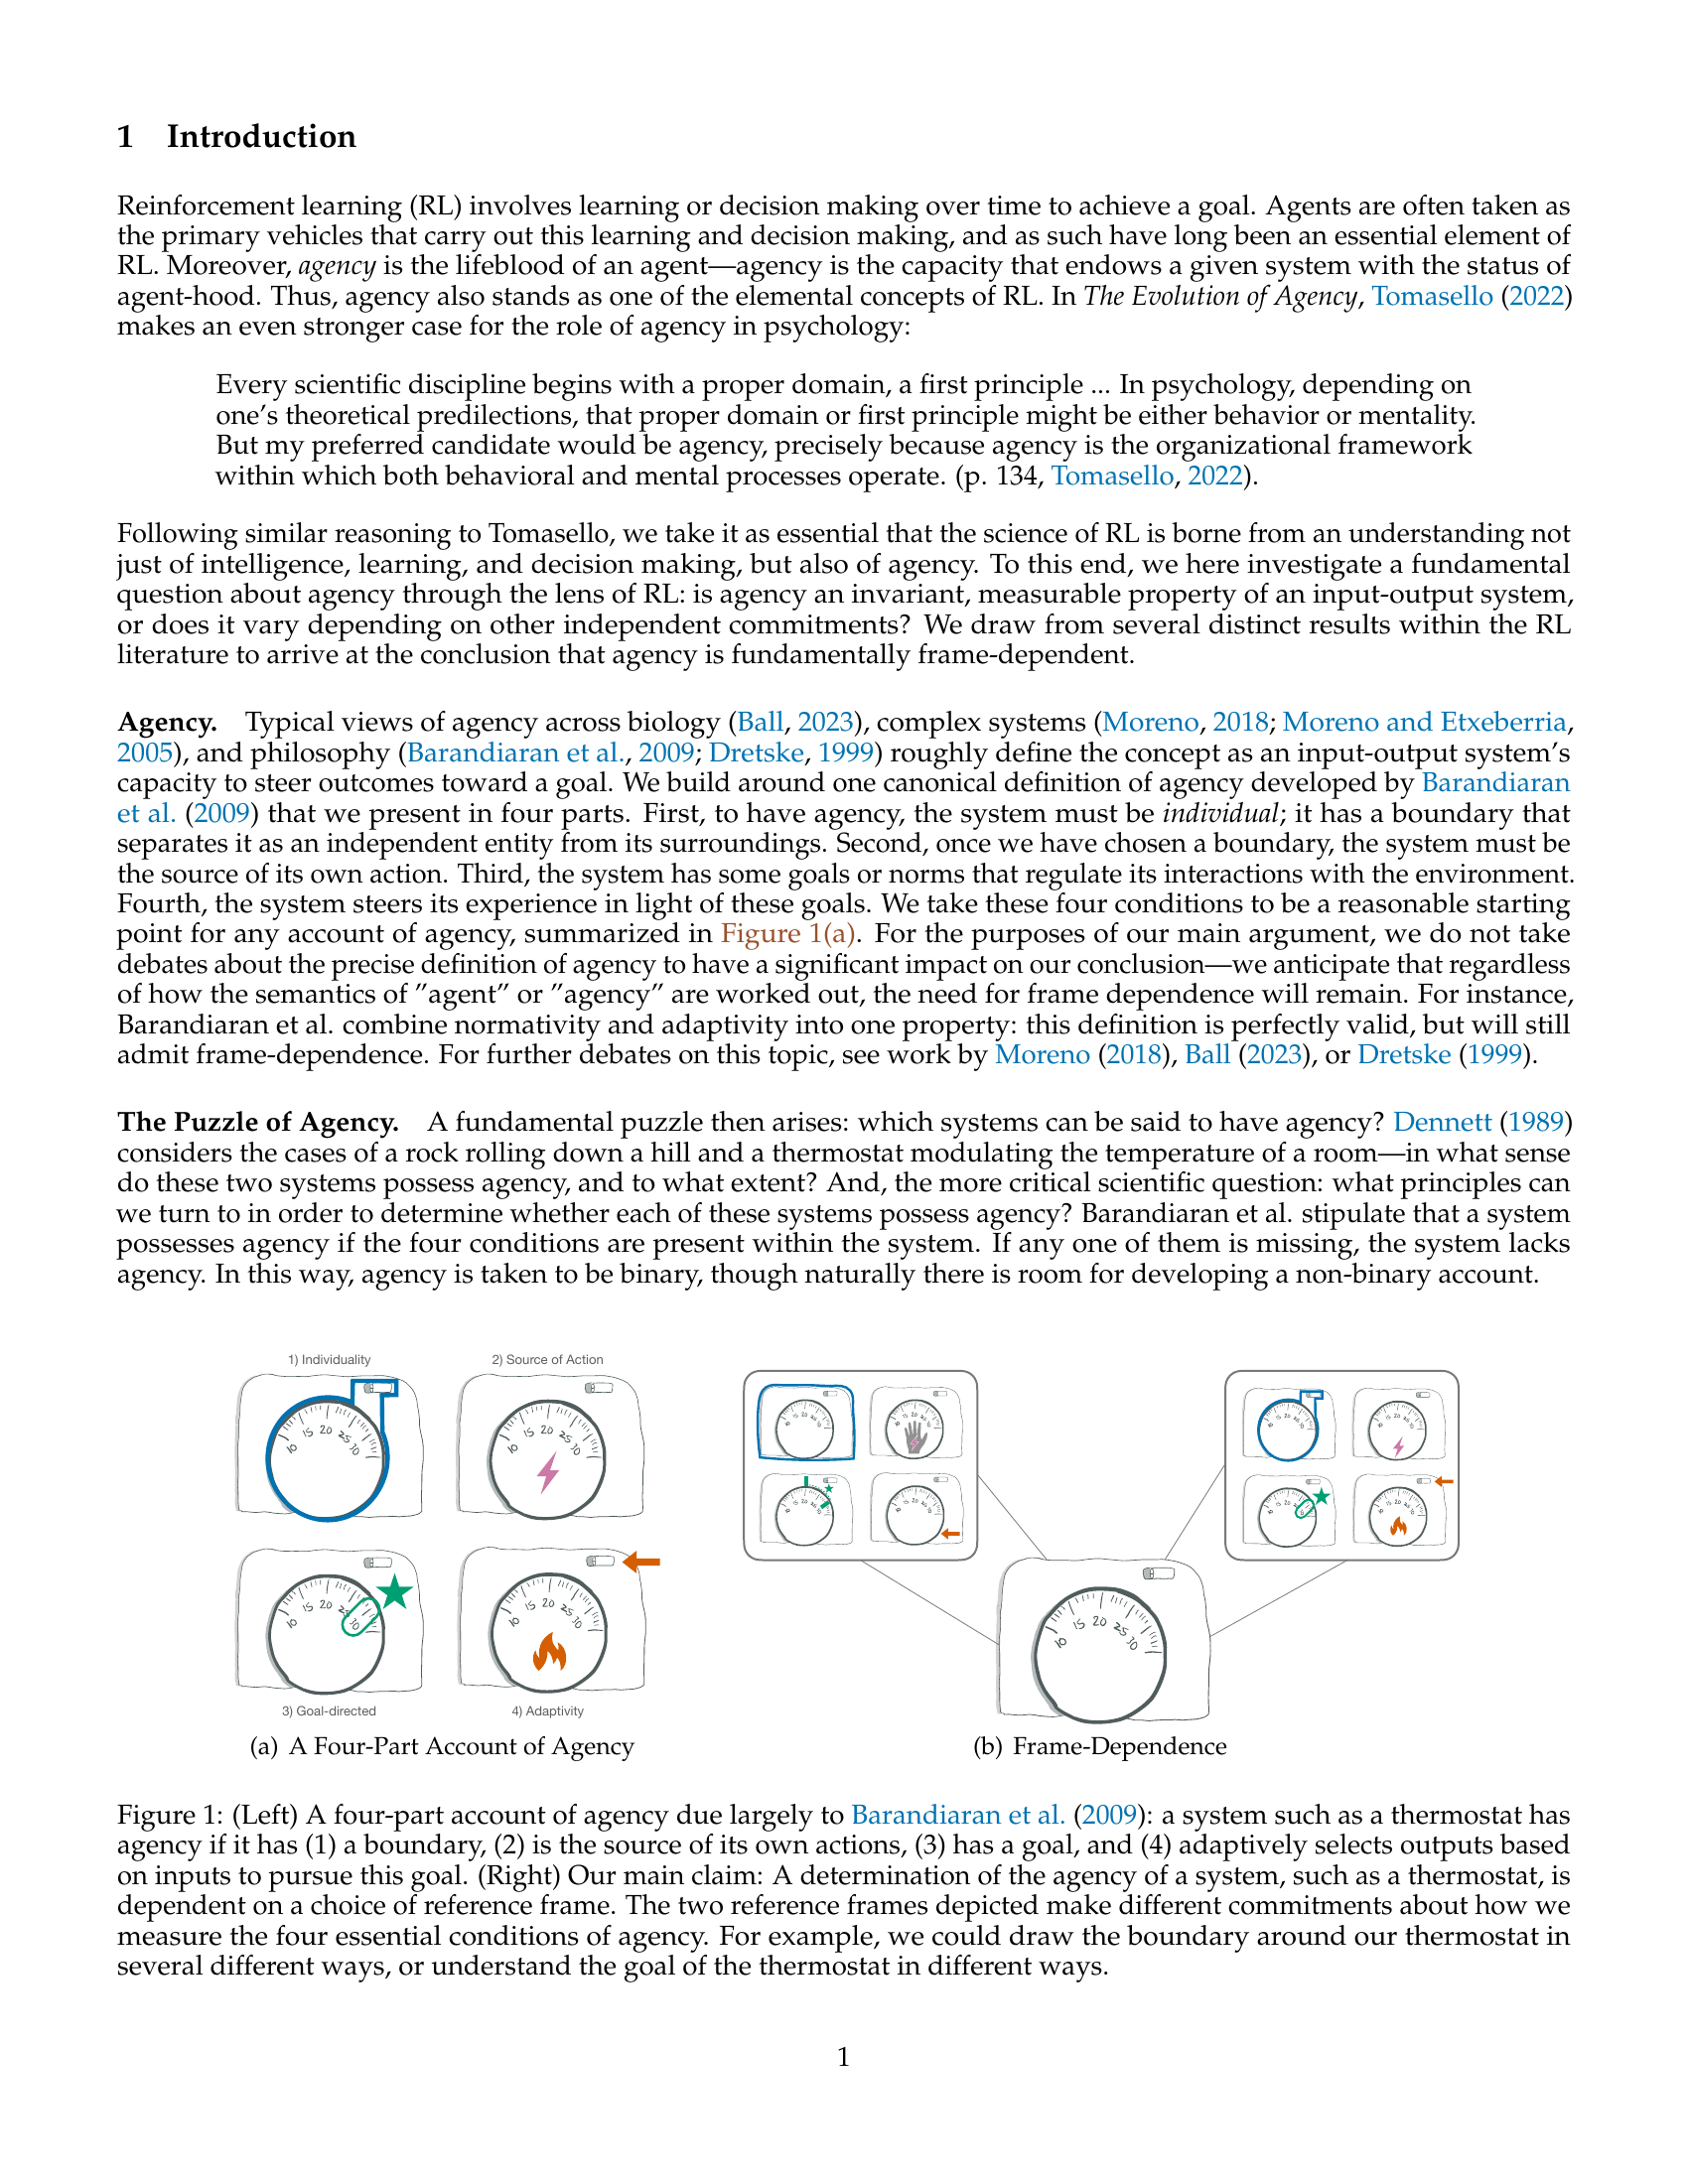 1 Introduction
Reinforcement learning (RL) involves learning or decision making over time to achieve a goal. Agents are often taken as
the primary vehicles that carry out this learning and decision making, and as such have long been an essential element of
RL. Moreover, agency is the lifeblood of an agent—agency is the capacity that endows a given system with the status of
agent-hood. Thus, agency also stands as one of the elemental concepts of RL. In The Evolution of Agency, Tomasello (2022)
makes an even stronger case for the role of agency in psychology:
Every scientific discipline begins with a proper domain, a first principle ... In psychology, depending on
one's theoretical predilections, that proper domain or first principle might be either behavior or mentality.
But my preferred candidate would be agency, precisely because agency is the organizational framework
within which both behavioral and mental processes operate. (p. 134, Tomasello, 2022).
Following similar reasoning to Tomasello, we take it as essential that the science of RL is borne from an understanding not
just of intelligence, learning, and decision making, but also of agency. To this end, we here investigate a fundamental
question about agency through the lens of RL: is agency an invariant, measurable property of an input-output system,
or does it vary depending on other independent commitments? We draw from several distinct results within the RL
literature to arrive at the conclusion that agency is fundamentally frame-dependent.
Agency. Typical views of agency across biology (Ball, 2023), complex systems (Moreno, 2018; Moreno and Etxeberria,
2005), and philosophy (Barandiaran et al., 2009; Dretske, 1999) roughly define the concept as an input-output system's
capacity to steer outcomes toward a goal. We build around one canonical definition of agency developed by Barandiaran
et al. (2009) that we present in four parts. First, to have agency, the system must be individual; it has a boundary that
separates it as an independent entity from its surroundings. Second, once we have chosen a boundary, the system must be
the source of its own action. Third, the system has some goals or norms that regulate its interactions with the environment.
Fourth, the system steers its experience in light of these goals. We take these four conditions to be a reasonable starting
point for any account of agency, summarized in Figure 1(a). For the purposes of our main argument, we do not take
debates about the precise definition of agency to have a significant impact on our conclusion—we anticipate that regardless
of how the semantics of ”agent” or ”agency” are worked out, the need for frame dependence will remain. For instance,
Barandiaran et al. combine normativity and adaptivity into one property: this definition is perfectly valid, but will still
admit frame-dependence. For further debates on this topic, see work by Moreno (2018), Ball (2023), or Dretske (1999).
The Puzzle of Agency. A fundamental puzzle then arises: which systems can be said to have agency? Dennett (1989)
considers the cases of a rock rolling down a hill and a thermostat modulating the temperature of a room—in what sense
do these two systems possess agency, and to what extent? And, the more critical scientific question: what principles can
we turn to in order to determine whether each of these systems possess agency? Barandiaran et al. stipulate that a system
possesses agency if the four conditions are present within the system. If any one of them is missing, the system lacks
agency. In this way, agency is taken to be binary, though naturally there is room for developing a non-binary account.
1) Individuality
2) Source of Action
10 15 20 25 30
10 15 20 25 30
10 15 20 25 30
10 15 20 25 30
3) Goal-directed
4) Adaptivity
10 15 20 25 30
(a) A Four-Part Account of Agency
(b) Frame-Dependence
Figure 1: (Left) A four-part account of agency due largely to Barandiaran et al. (2009): a system such as a thermostat has
agency if it has (1) a boundary, (2) is the source of its own actions, (3) has a goal, and (4) adaptively selects outputs based
on inputs to pursue this goal. (Right) Our main claim: A determination of the agency of a system, such as a thermostat, is
dependent on a choice of reference frame. The two reference frames depicted make different commitments about how we
measure the four essential conditions of agency. For example, we could draw the boundary around our thermostat in
several different ways, or understand the goal of the thermostat in different ways.
1